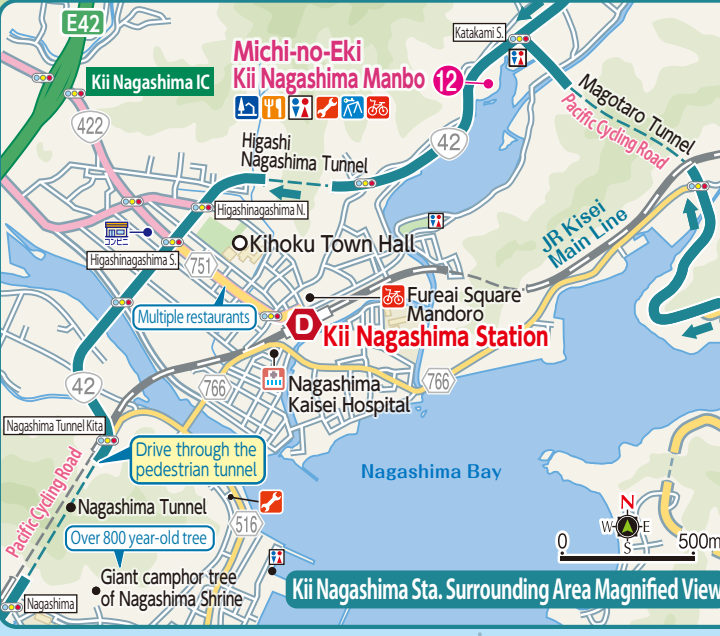 E42
Katakami S.
Michi-no-Eki
Kii Nagashima Manbo
12
Kii Nagashima IC
422
Magotaro Tunnel
Pacific Cycling Road
42
Higashi
Nagashima Tunnel
Higashinagashima N.
コンビニ
Kihoku Town Hall
JR Kisei
Main Line
Higashinagashima S.
751
Fureai Square
Mandoro
Multiple restaurants
D
Kii Nagashima Station
42
766
Nagashima
Kaisei Hospital
766
Nagashima Tunnel Kita
Drive through the
pedestrian tunnel
Nagashima Bay
Pacific Cycling Road
Nagashima Tunnel
516
Over 800 year-old tree
N
W
E
S
0
500m
Giant camphor tree
of Nagashima Shrine
Nagashima
Kii Nagashima Sta. Surrounding Area Magnified View